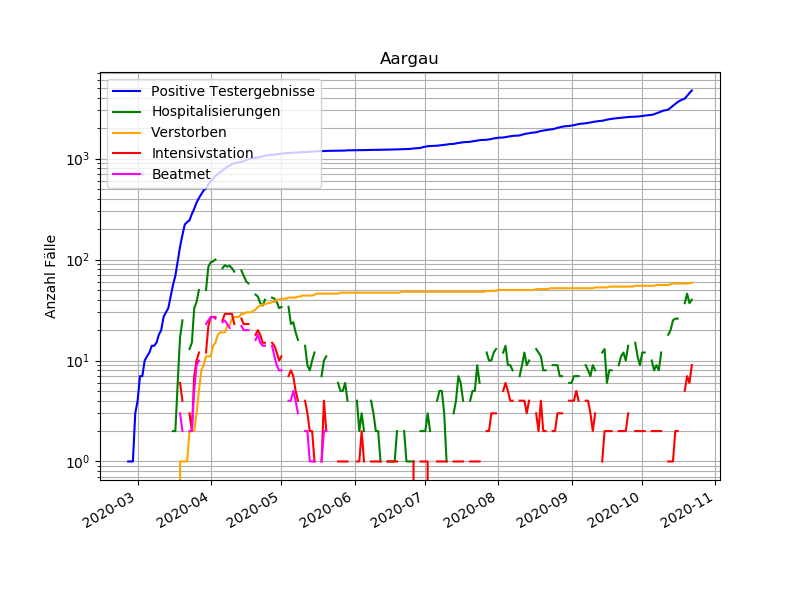 Aargau
Positive Testergebnisse
Hospitalisierungen
Verstorben
Intensivstation
Beatmet
Anzahl Fälle
10³
10²
10¹
10⁰
2020-03
2020-04
2020-05
2020-06
2020-07
2020-08
2020-09
2020-10
2020-11